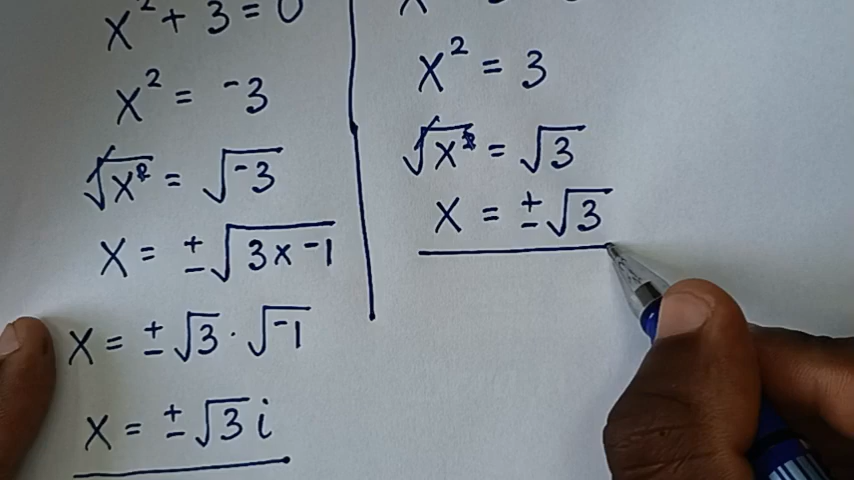 x² + 3 = 0
x² = ⁻3
√x² = √⁻3
x = ± √3x⁻1
x = ± √3 · √⁻1
x = ± √3 i
x² = 3
√x² = √3
x = ± √3